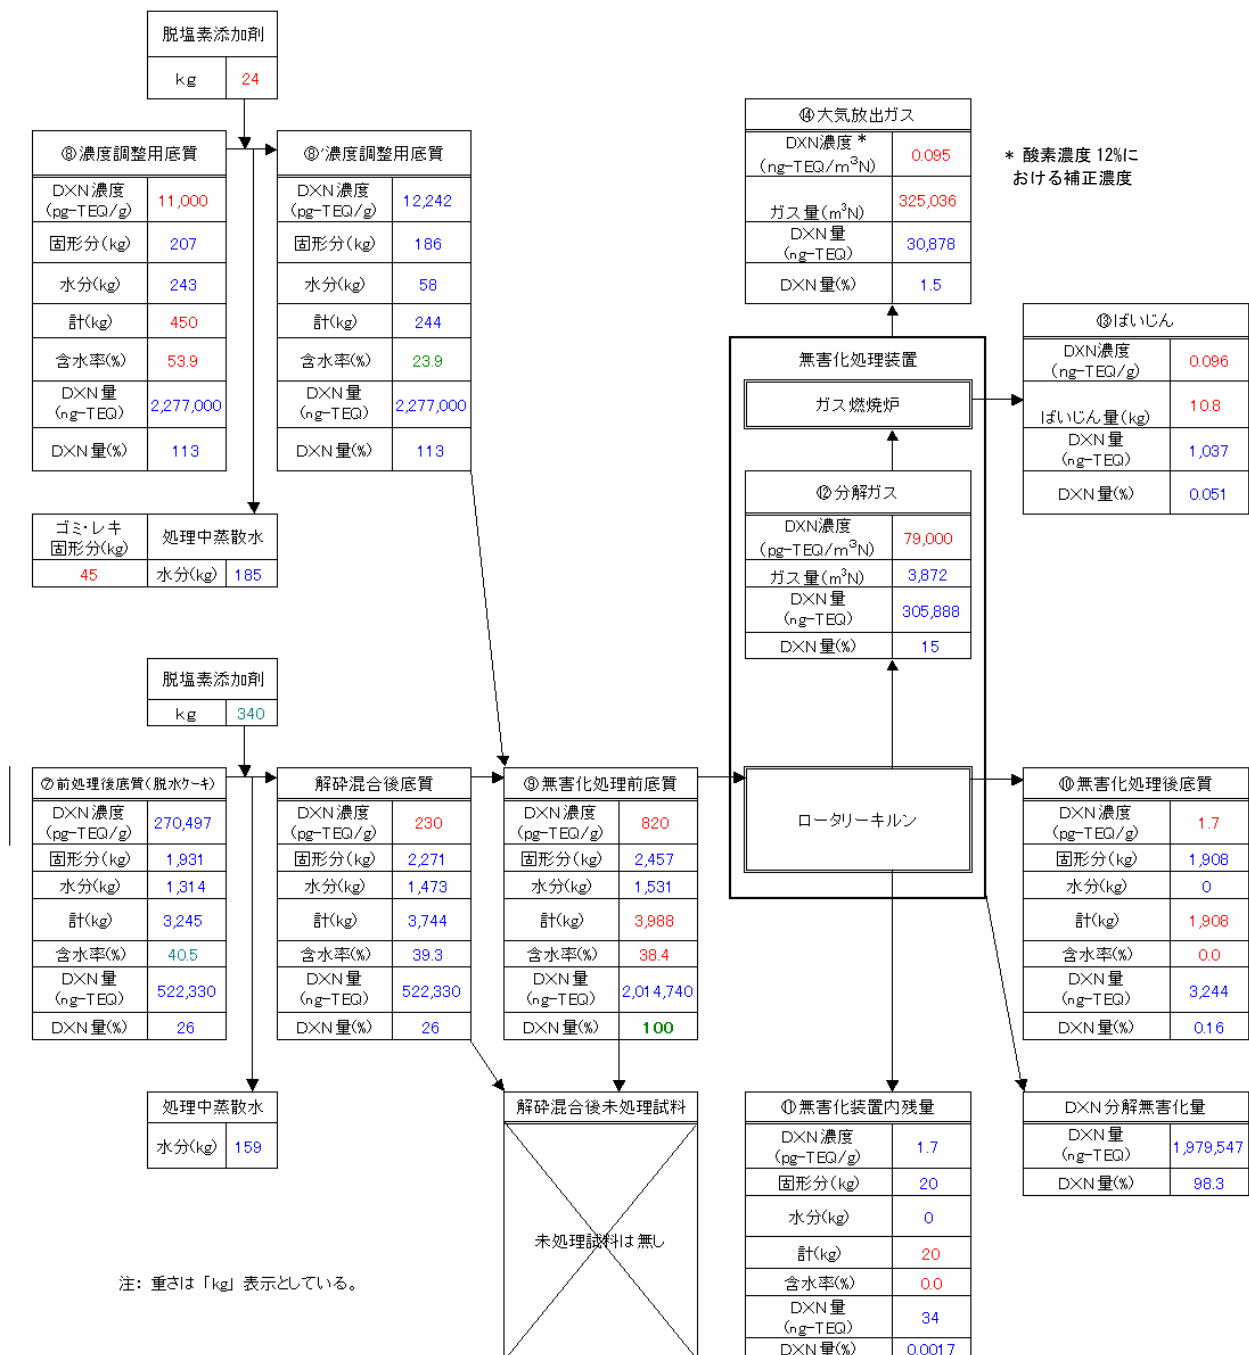 脱塩素添加剤
kg 24
⑧濃度調整用底質
DXN濃度
(pg-TEQ/g) 11,000
固形分(kg) 207
水分(kg) 243
計(kg) 450
含水率(%) 53.9
DXN量
(ng-TEQ) 2,277,000
DXN量(%) 113
⑧'濃度調整用底質
DXN濃度
(pg-TEQ/g) 12,242
固形分(kg) 186
水分(kg) 58
計(kg) 244
含水率(%) 23.9
DXN量
(ng-TEQ) 2,277,000
DXN量(%) 113
ゴミ・レキ
固形分(kg)
45
処理中蒸散水
水分(kg) 185
⑭大気放出ガス
DXN濃度*
(ng-TEQ/m³N) 0.095
ガス量(m³N) 325,036
DXN量
(ng-TEQ) 30,878
DXN量(%) 1.5
* 酸素濃度 12%に
おける補正濃度
無害化処理装置
ガス燃焼炉
⑬ばいじん
DXN濃度
(ng-TEQ/g) 0.096
ばいじん量(kg) 10.8
DXN量
(ng-TEQ) 1,037
DXN量(%) 0.051
⑫分解ガス
DXN濃度
(pg-TEQ/m³N) 79,000
ガス量(m³N) 3,872
DXN量
(ng-TEQ) 305,888
DXN量(%) 15
脱塩素添加剤
kg 340
⑦前処理後底質(脱水ケーキ)
DXN濃度
(pg-TEQ/g) 270,497
固形分(kg) 1,931
水分(kg) 1,314
計(kg) 3,245
含水率(%) 40.5
DXN量
(ng-TEQ) 522,330
DXN量(%) 26
解砕混合後底質
DXN濃度
(pg-TEQ/g) 230
固形分(kg) 2,271
水分(kg) 1,473
計(kg) 3,744
含水率(%) 39.3
DXN量
(ng-TEQ) 522,330
DXN量(%) 26
⑨無害化処理前底質
DXN濃度
(pg-TEQ/g) 820
固形分(kg) 2,457
水分(kg) 1,531
計(kg) 3,988
含水率(%) 38.4
DXN量
(ng-TEQ) 2,014,740
DXN量(%) 100
ロータリーキルン
⑩無害化処理後底質
DXN濃度
(pg-TEQ/g) 1.7
固形分(kg) 1,908
水分(kg) 0
計(kg) 1,908
含水率(%) 0.0
DXN量
(ng-TEQ) 3,244
DXN量(%) 0.16
処理中蒸散水
水分(kg) 159
解砕混合後未処理試料
未処理試料は無し
⑪無害化装置内残量
DXN濃度
(pg-TEQ/g) 1.7
固形分(kg) 20
水分(kg) 0
計(kg) 20
含水率(%) 0.0
DXN量
(ng-TEQ) 34
DXN量(%) 0.0017
DXN分解無害化量
DXN量
(ng-TEQ) 1,979,547
DXN量(%) 98.3
注: 重さは「kg」表示としている。